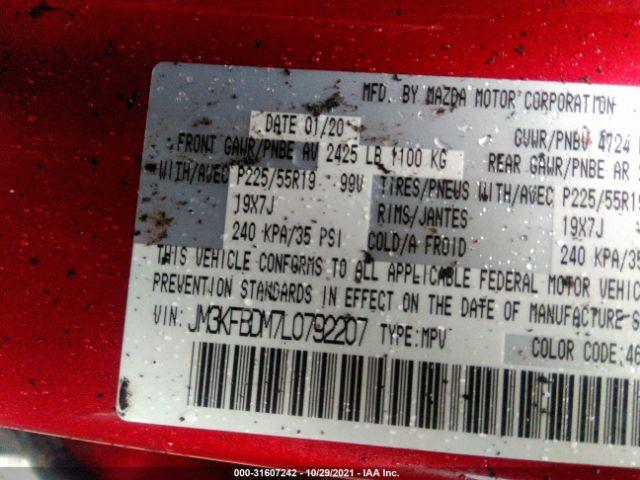 MFD. BY MAZDA MOTOR CORPORATION
DATE 01/20 GVWR/PNBV 4724
FRONT GAWR/PNBE AV 2425 LB 1100 KG REAR GAWR/PNBE AR
WITH/AVEC P225/55R19 99V TIRES/PNEUS WITH/AVEC P225/55R19
19X7J RIMS/JANTES 19X7J
240 KPA/35 PSI COLD/A FROID 240 KPA/35
THIS VEHICLE CONFORMS TO ALL APPLICABLE FEDERAL MOTOR
PREVENTION STANDARDS IN EFFECT ON THE DATE OF MANUFACTURE
VIN: JM3KFBDM7L0792207 TYPE:MPV
COLOR CODE:46
000-31607242 - 10/29/2021 - IAA Inc.